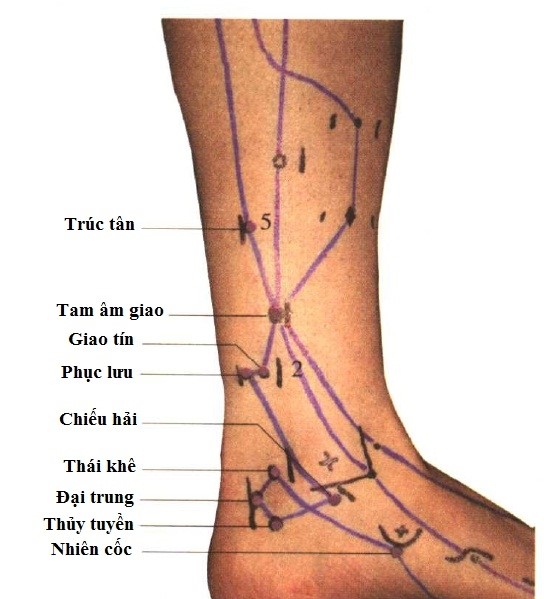 Trúc tân
5
Tam âm giao
Giao tín
Phục lưu
2
Chiếu hải
Thái khê
Đại trung
Thủy tuyền
Nhiên cốc